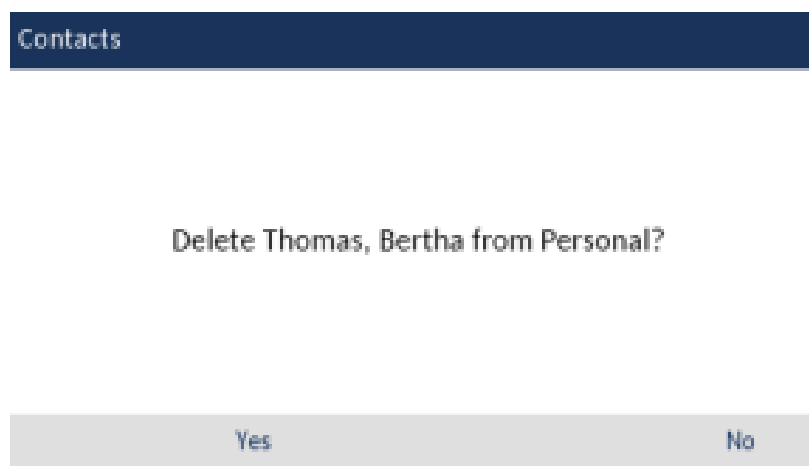 Contacts
Delete Thomas, Bertha from Personal?
Yes No